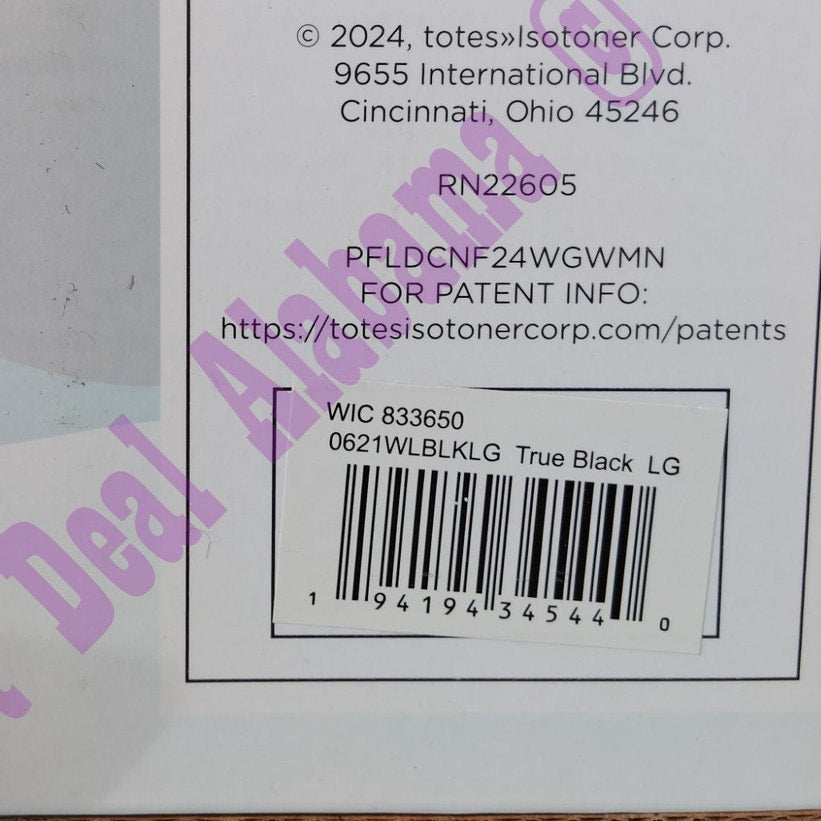 © 2024, totes»Isotoner Corp.
9655 International Blvd.
Cincinnati, Ohio 45246
RN22605
PFLDCNF24WGWMN
FOR PATENT INFO:
https://totesisotonercorp.com/patents
WIC 833650
0621WLBLKLG True Black LG
1 94194 34544 0
Deal Alabama